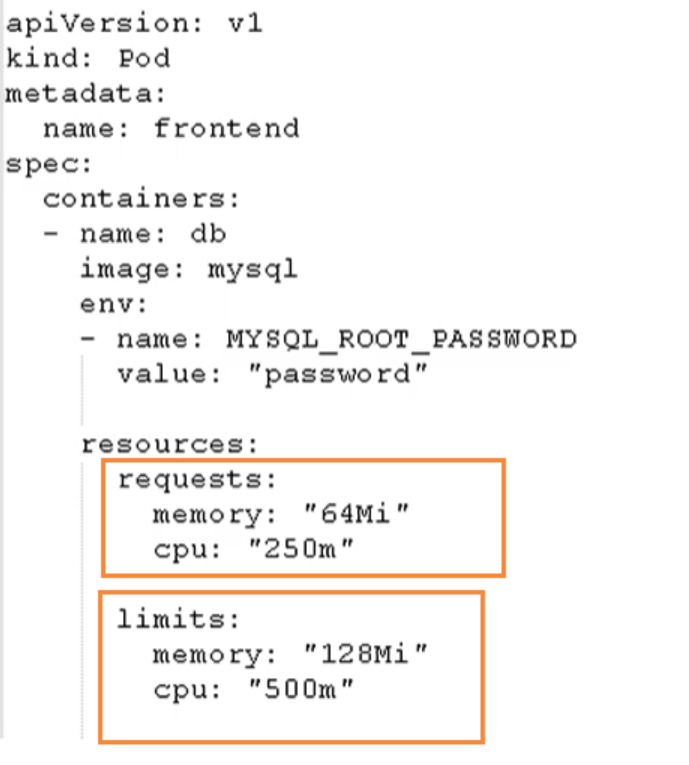 apiVersion: v1
kind: Pod
metadata:
  name: frontend
spec:
  containers:
  - name: db
    image: mysql
    env:
    - name: MYSQL_ROOT_PASSWORD
      value: "password"
    resources:
      requests:
        memory: "64Mi"
        cpu: "250m"
      limits:
        memory: "128Mi"
        cpu: "500m"